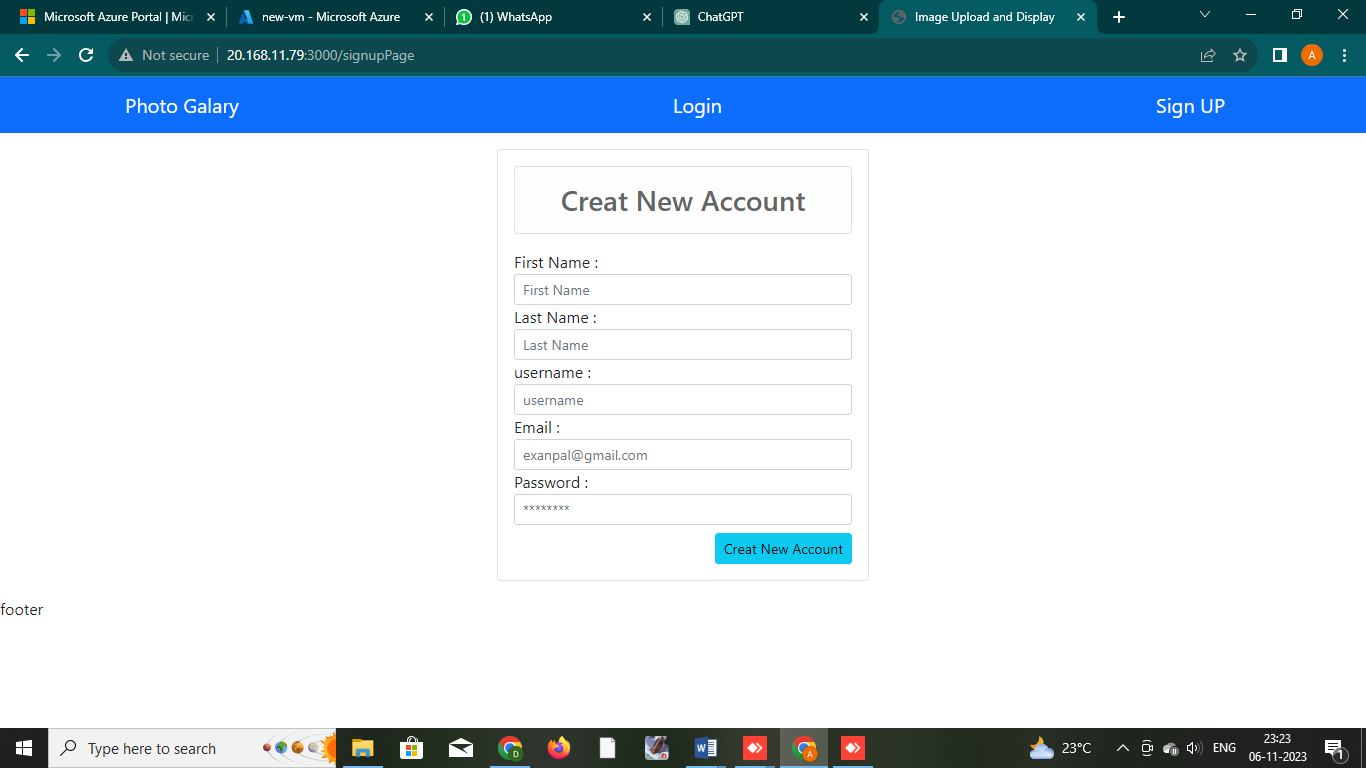 Microsoft Azure Portal | Micr
new-vm - Microsoft Azure
(1) WhatsApp
ChatGPT
Image Upload and Display
Not secure
20.168.11.79:3000/signupPage
A
Photo Galary
Login
Sign UP
Creat New Account
First Name :
First Name
Last Name :
Last Name
username :
username
Email :
exanpal@gmail.com
Password :
********
Creat New Account
footer
Type here to search
D
W
A
23°C
ENG
23:23
06-11-2023
1